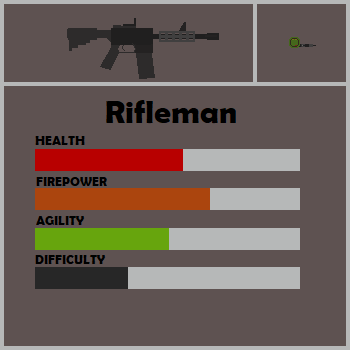 Rifleman
HEALTH
FIREPOWER
AGILITY
DIFFICULTY